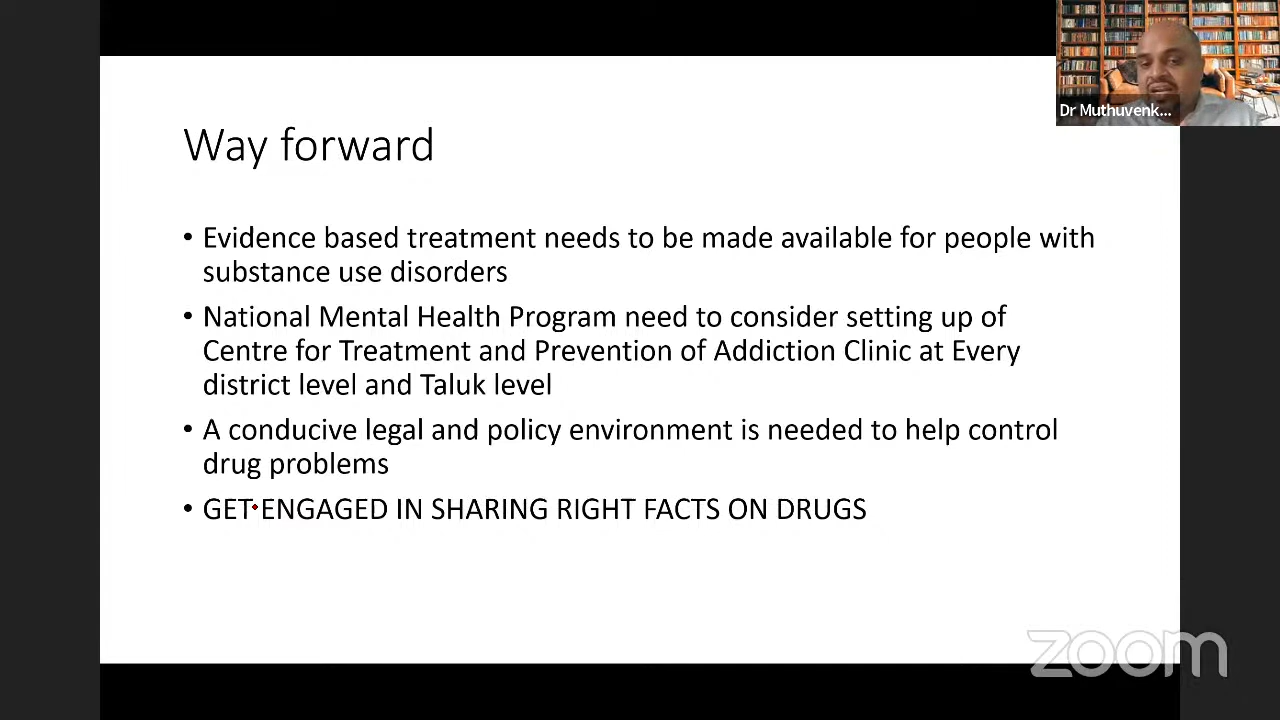 Dr Muthuvenk...
Way forward
• Evidence based treatment needs to be made available for people with
substance use disorders
• National Mental Health Program need to consider setting up of
Centre for Treatment and Prevention of Addiction Clinic at Every
district level and Taluk level
• A conducive legal and policy environment is needed to help control
drug problems
• GET ENGAGED IN SHARING RIGHT FACTS ON DRUGS
zoom